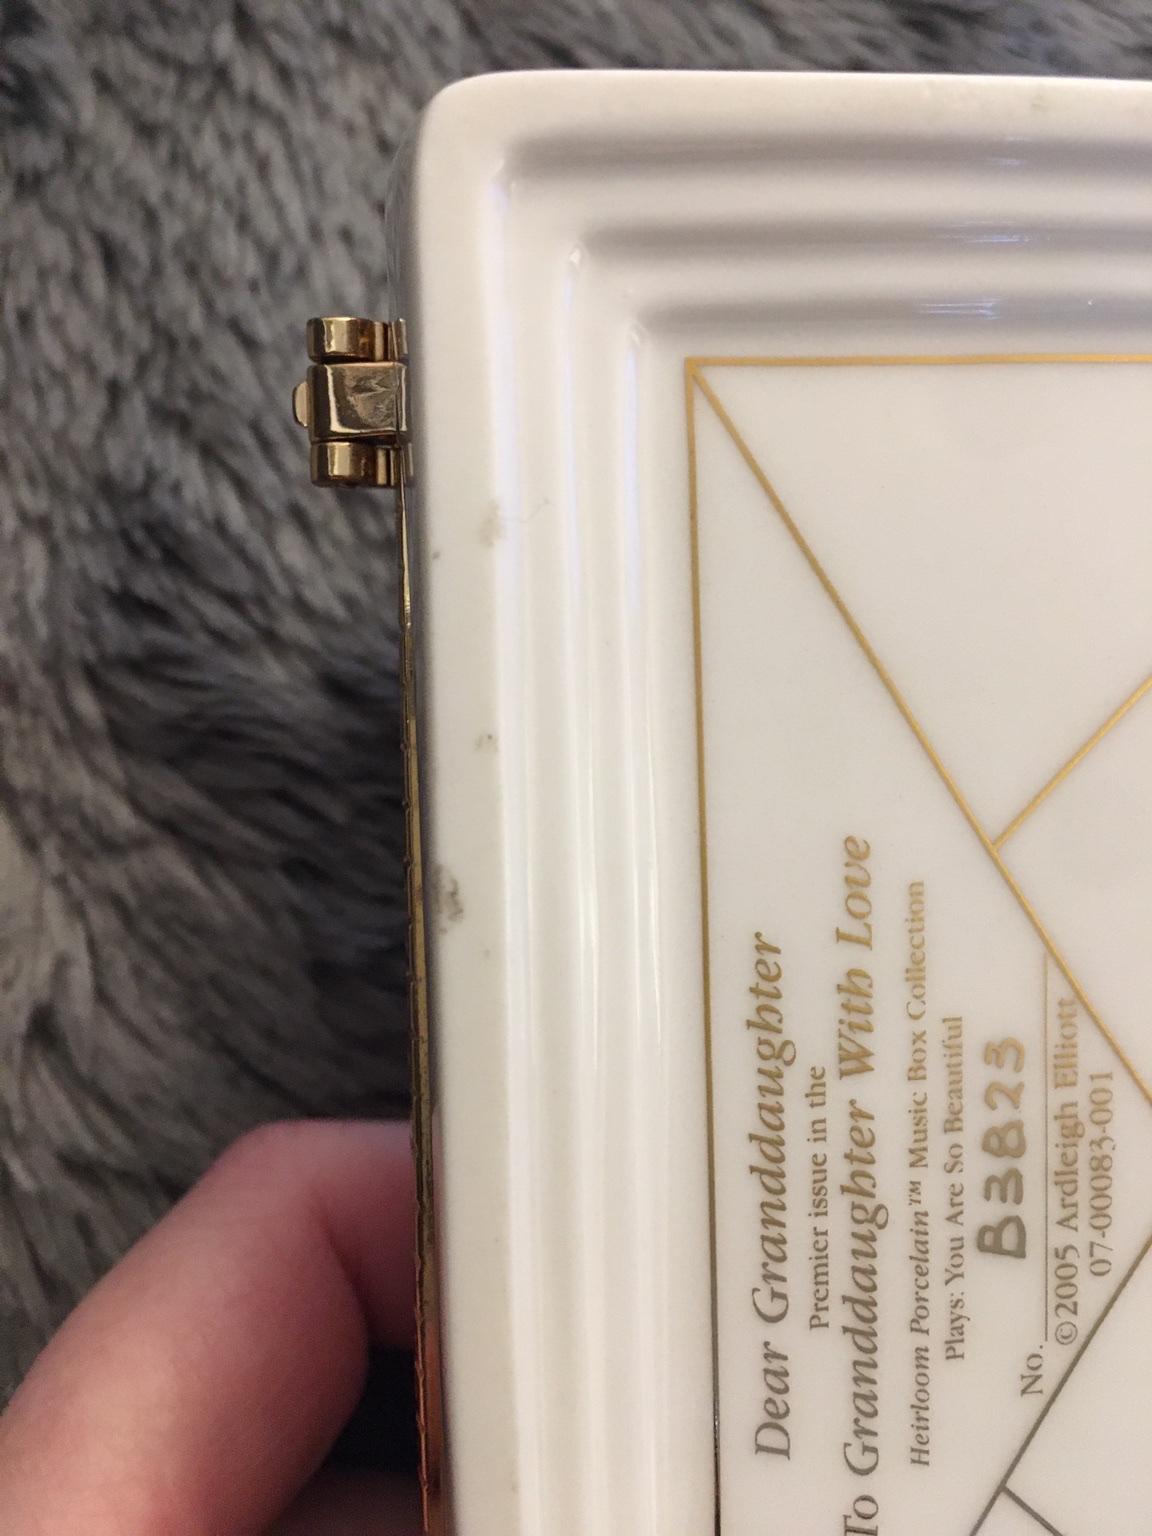 Dear Granddaughter
Premier issue in the
To Granddaughter With Love
Heirloom Porcelain™ Music Box Collection
Plays: You Are So Beautiful
No. B3823
©2005 Ardleigh Elliott
07-00083-001